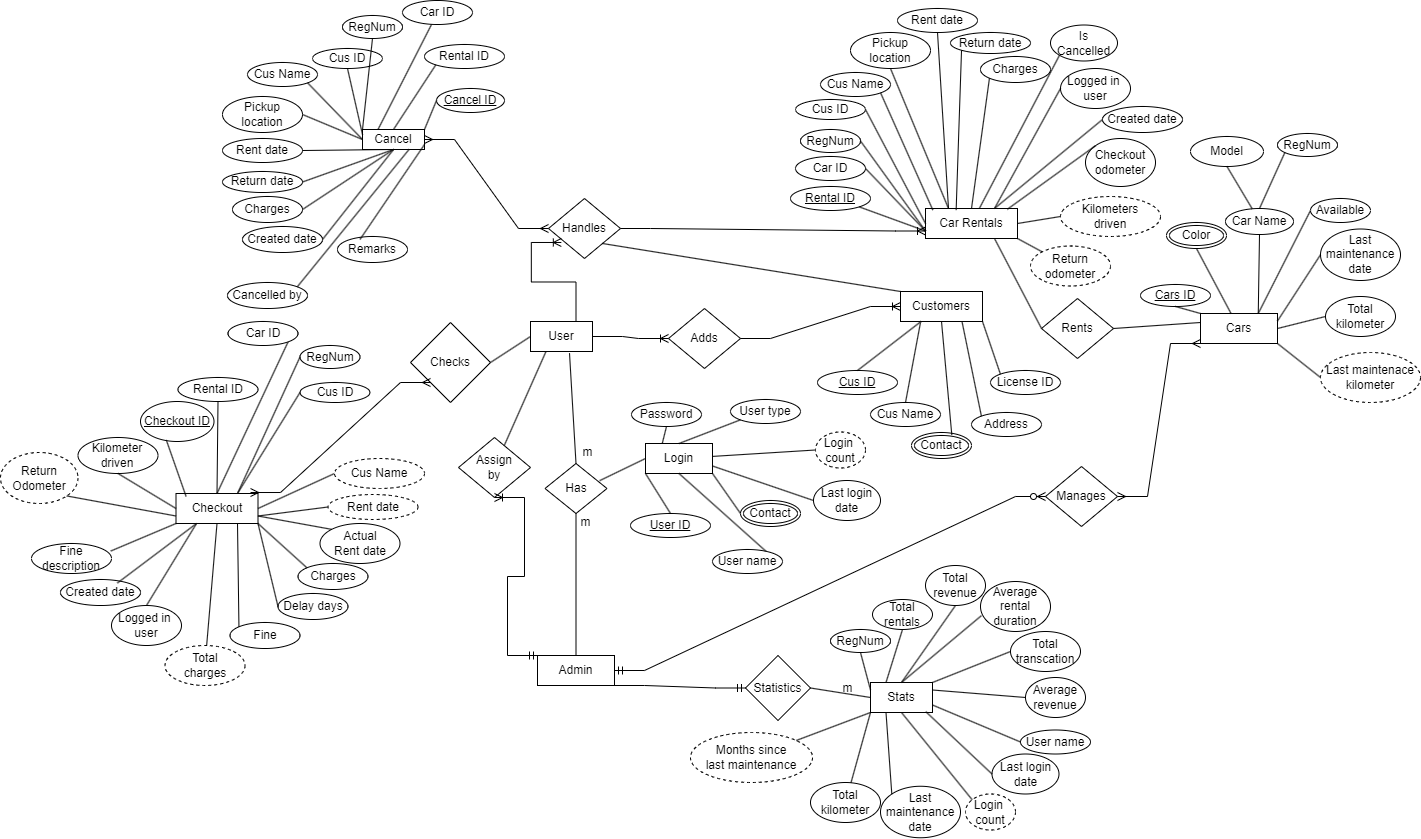 Car ID
RegNum
Cus ID
Rental ID
Cus Name
Cancel ID
Pickup
location
Cancel
Rent date
Return date
Charges
Created date
Remarks
Cancelled by
Rent date
Pickup
location
Return date
Is
Cancelled
Charges
Cus Name
Logged in
user
Cus ID
Created date
RegNum
Checkout
odometer
Car ID
Rental ID
Kilometers
driven
Car Rentals
Return
odometer
Handles
Model
RegNum
Car Name
Available
Color
Last
maintenance
date
Cars ID
Total
kilometer
Cars
Last maintenace
kilometer
Customers
Rents
User
Adds
Cus ID
License ID
Cus Name
Address
Contact
Checks
Car ID
RegNum
Rental ID
Cus ID
Checkout ID
Kilometer
driven
Return
Odometer
Cus Name
Rent date
Checkout
Actual
Rent date
Fine
description
Charges
Created date
Delay days
Logged in
user
Fine
Total
charges
Assign
by
m
Has
m
Password
User type
Login
Login
count
Last login
date
Contact
User ID
User name
Manages
Admin
Statistics
m
Stats
Total
revenue
Total
rentals
Average
rental
duration
RegNum
Total
transcation
Average
revenue
User name
Months since
last maintenance
Last login
date
Total
kilometer
Last
maintenance
date
Login
count